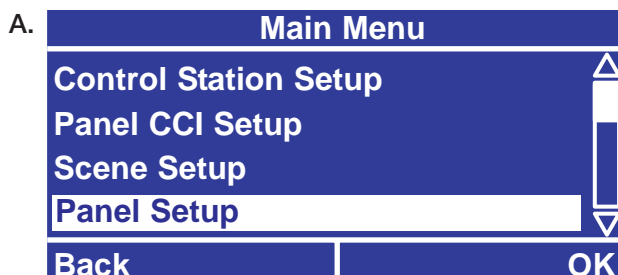 A.
Main Menu
Control Station Setup
Panel CCI Setup
Scene Setup
Panel Setup
Back OK